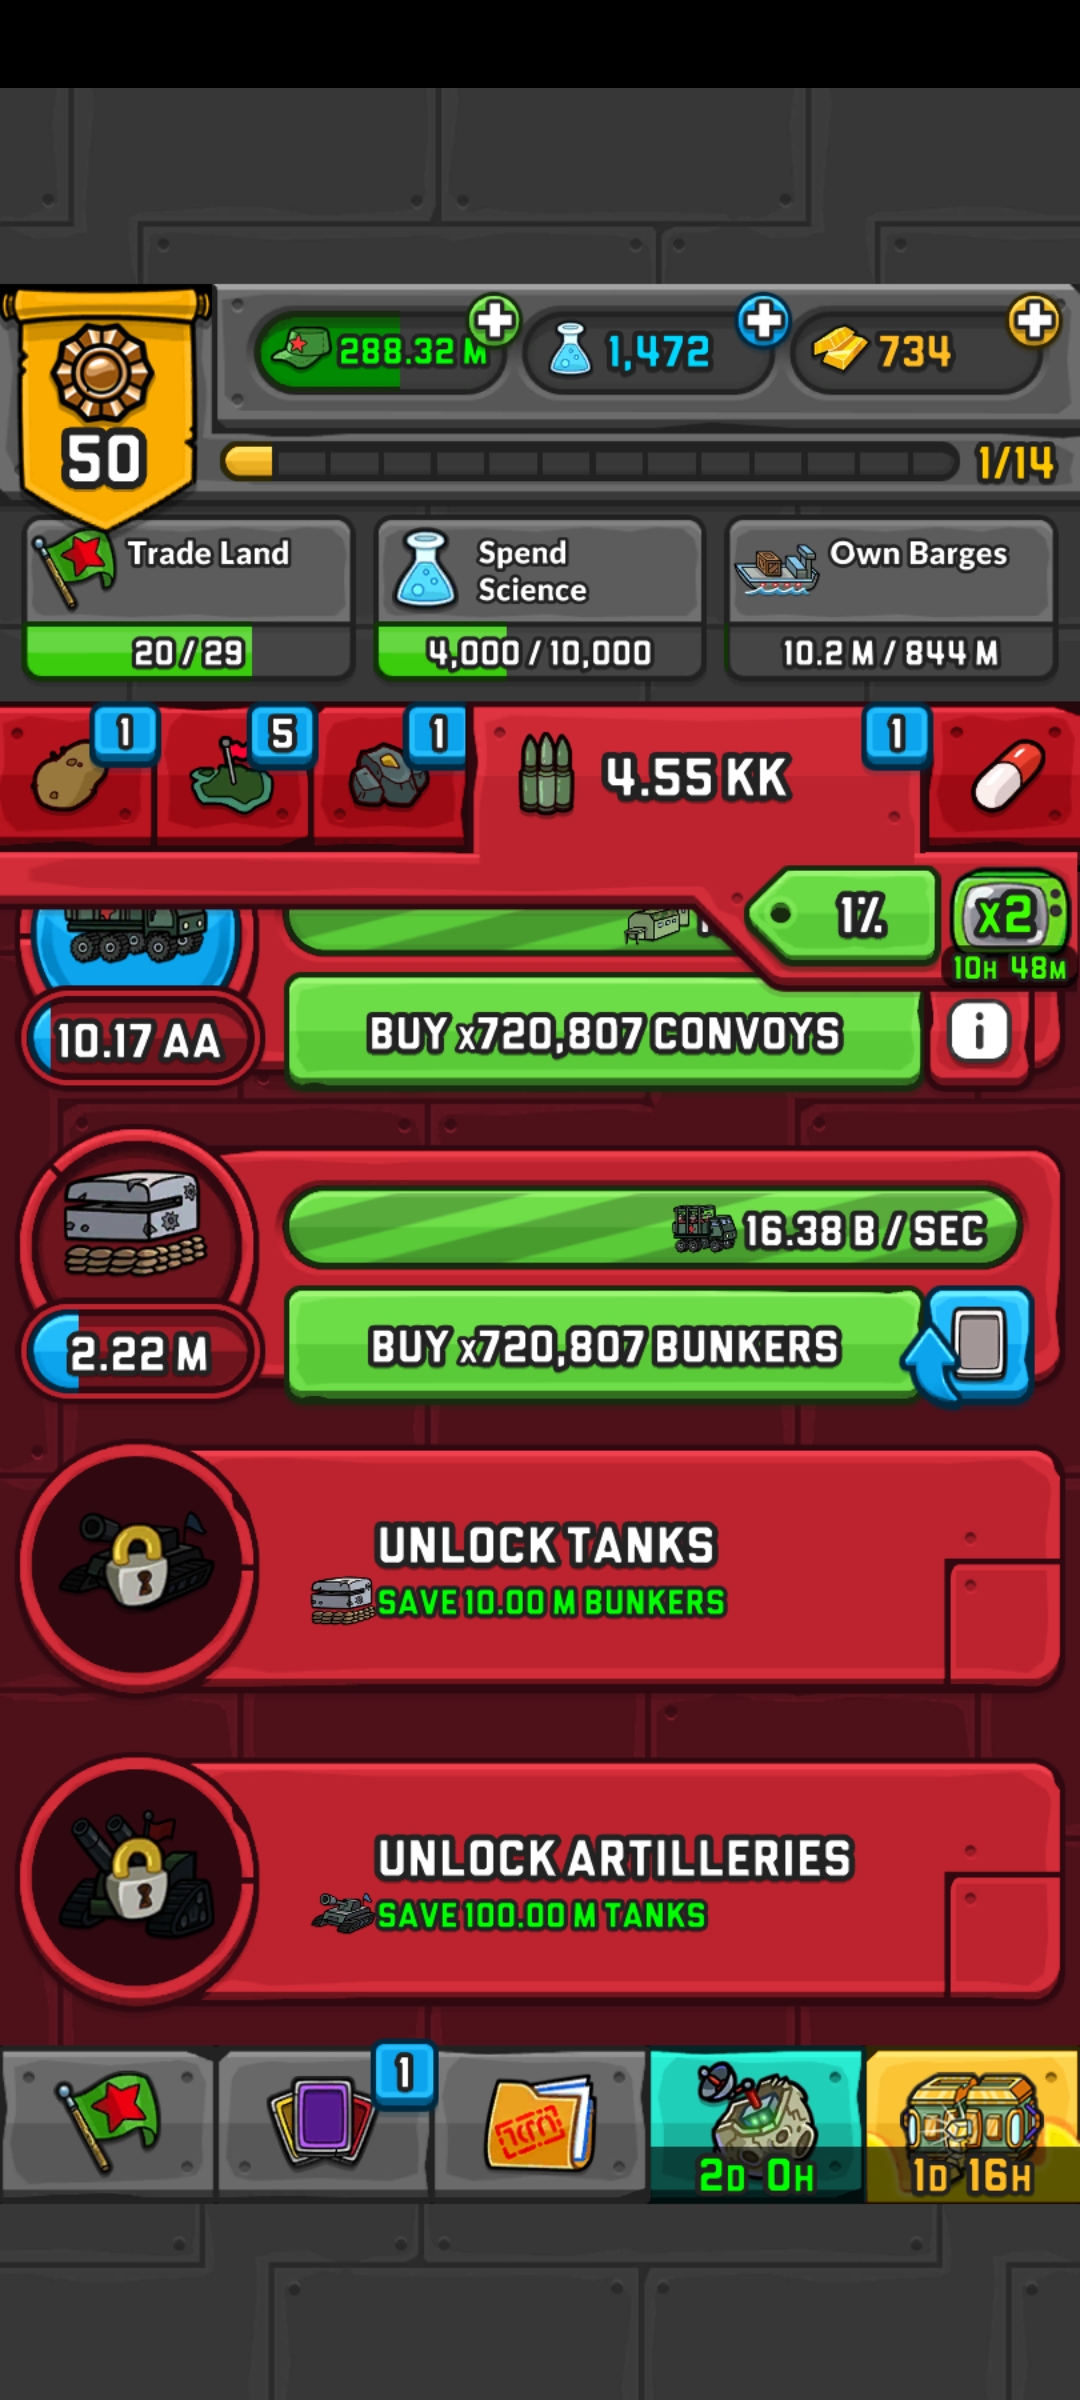 50
288.32 M
1,472
734
1/14
Trade Land
20/29
Spend
Science
4,000/10,000
Own Barges
10.2 M/844 M
1
5
1
4.55 KK
1
1%
x2
10H 48M
10.17 AA
BUY x720,807 CONVOYS
i
16.38 B/SEC
2.22 M
BUY x720,807 BUNKERS
UNLOCK TANKS
SAVE 10.00 M BUNKERS
UNLOCK ARTILLERIES
SAVE 100.00 M TANKS
1
2D 0H
1D 16H